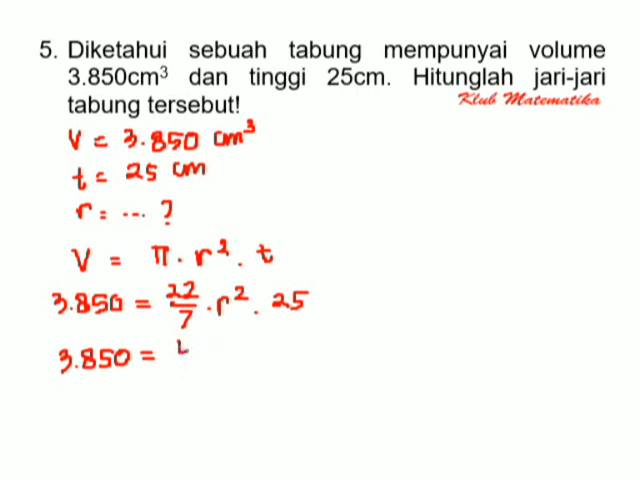 5. Diketahui sebuah tabung mempunyai volume
3.850cm³ dan tinggi 25cm. Hitunglah jari-jari
tabung tersebut!
Klub Matematika
V = 3.850 cm³
t = 25 cm
r = ... ?
V = π . r² . t
3.850 = 22/7 . r² . 25
3.850 =